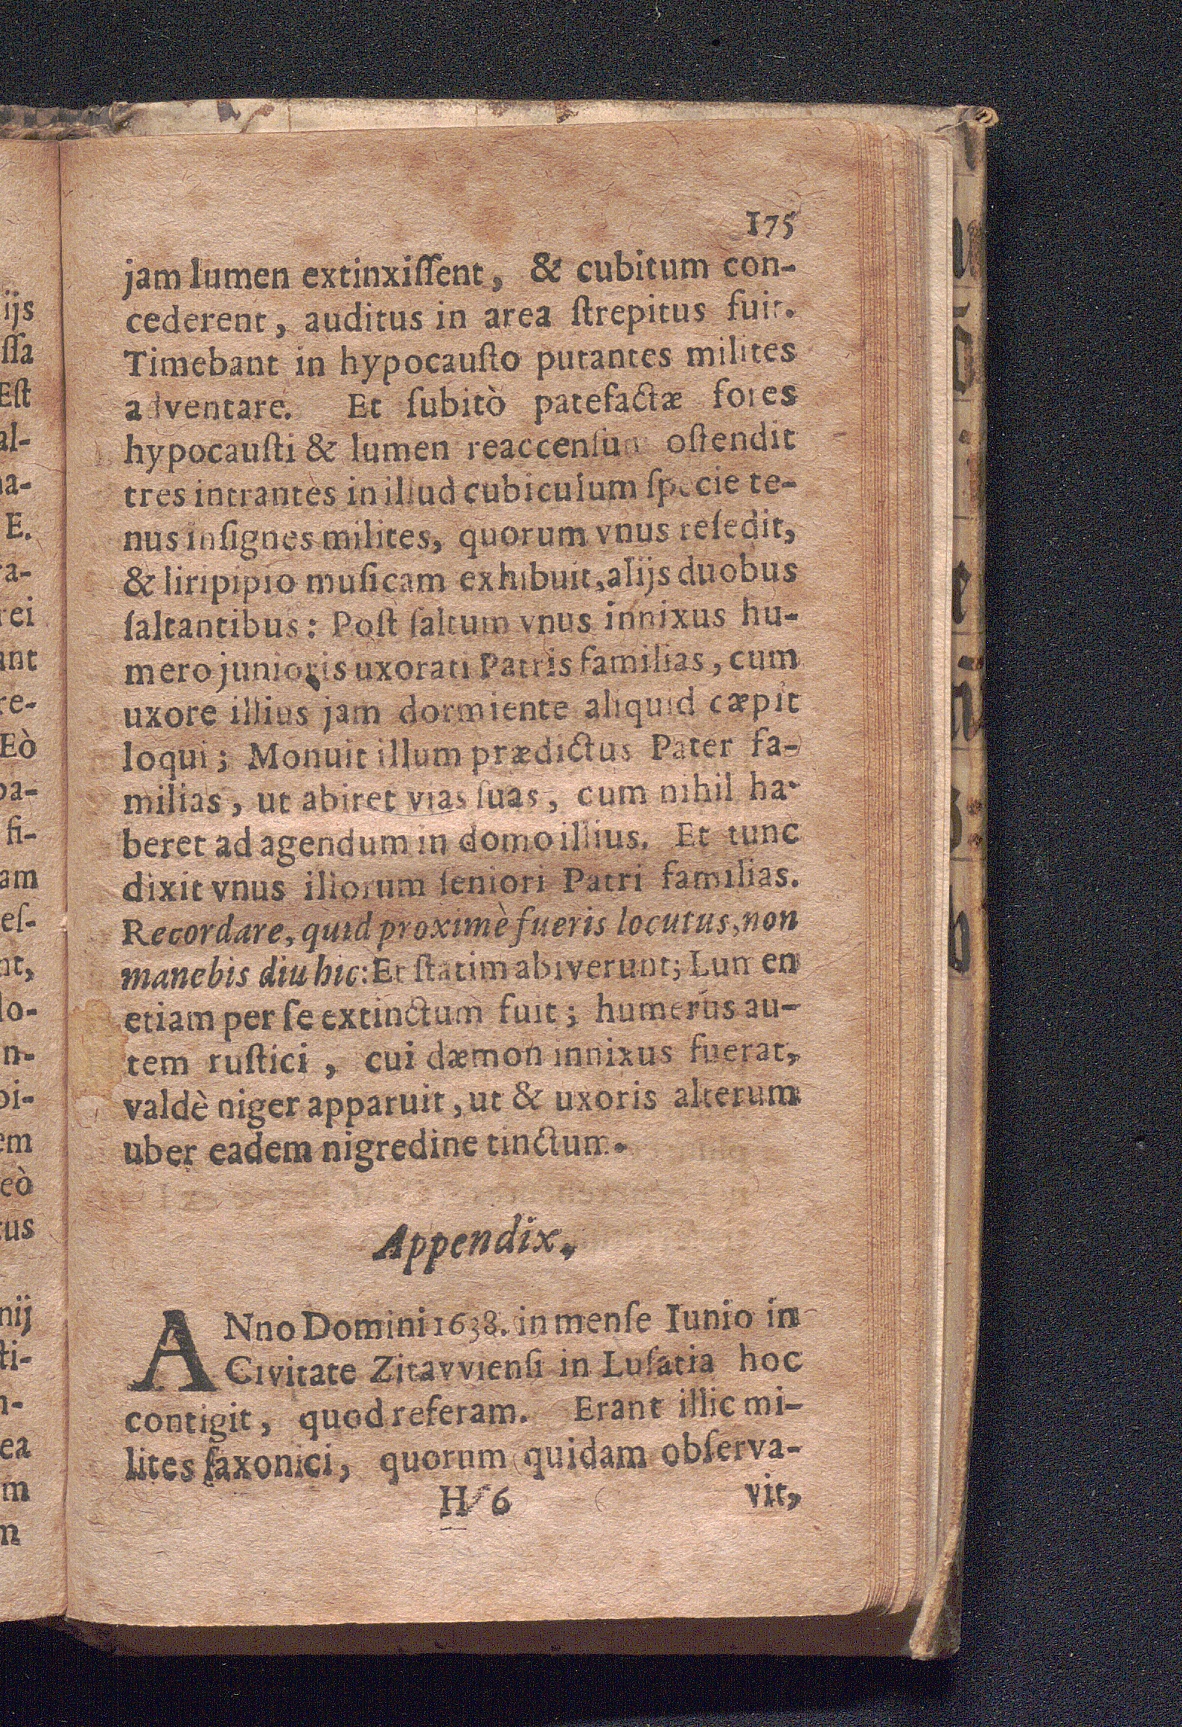 175
jam lumen extinxiſſent, & cubitum con-
cederent, auditus in area ſtrepitus fuit.
Timebant in hypocauſto putantes milites
adventare. Et ſubitò patefactæ fores
hypocauſti & lumen reaccenſum oſtendit
tres intrantes in illud cubiculum ſpecie te-
nus inſignes milites, quorum vnus reſedit,
& liripipio muſicam exhibuit, alijs duobus
ſaltantibus: Poſt ſaltum vnus innixus hu-
mero junioris uxorati Patris familias, cum
uxore illius jam dormiente aliquid cæpit
loqui; Monuit illum prædictus Pater fa-
milias, ut abiret vias ſuas, cum nihil ha-
beret ad agendum in domo illius. Et tunc
dixit vnus illorum ſeniori Patri familias.
Recordare, quid proximè fueris locutus, non
manebis diu hic: Et ſtatim abiverunt; Lumen
etiam per ſe extinctum fuit; humerus au-
tem ruſtici, cui dæmon innixus fuerat,
valdè niger apparuit, ut & uxoris alterum
uber eadem nigredine tinctum.
Appendix.
ANno Domini 1638. in menſe Iunio in
Civitate Zitavvienſi in Luſatia hoc
contigit, quod referam. Erant illic mi-
lites ſaxonici, quorum quidam obſerva-
H 6 vit,